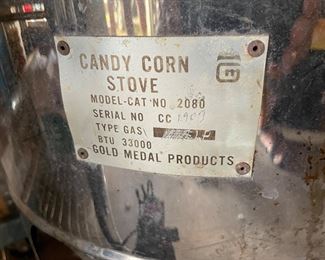 CANDY CORN
STOVE
MODEL-CAT NO 2080
SERIAL NO CC
TYPE GAS
BTU 33000
GOLD MEDAL PRODUCTS